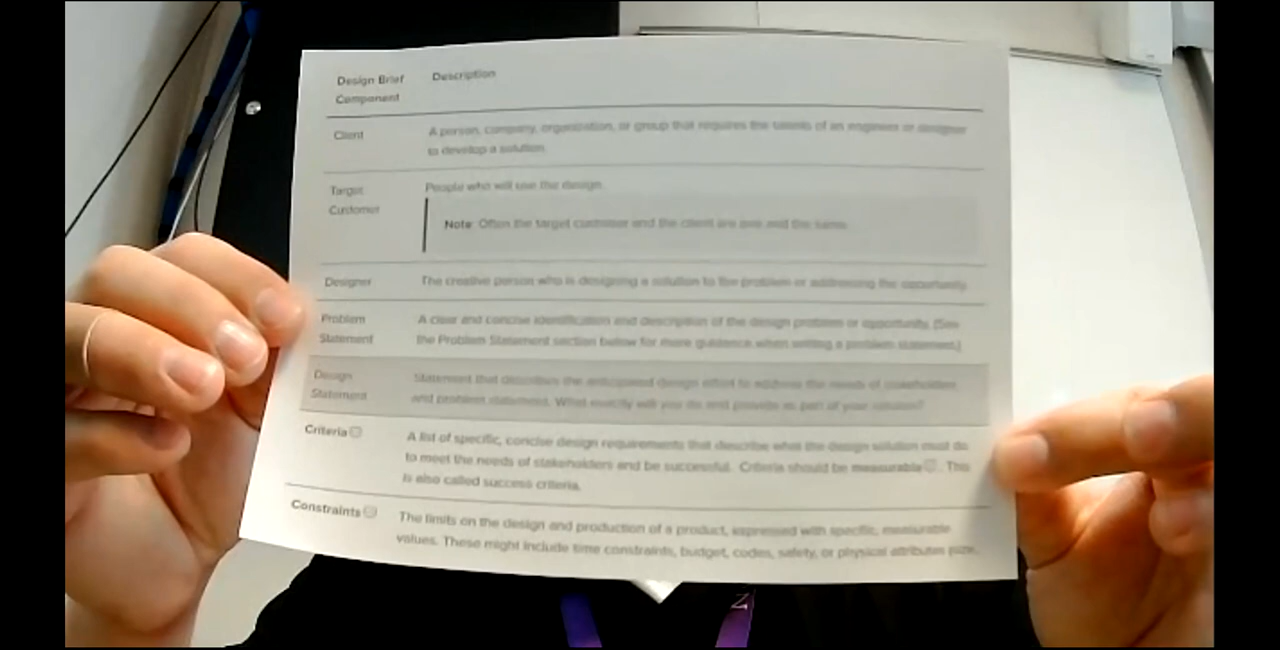 Design Brief
Component
Description
Client
A person, company, organization, or group that requires the talents of an engineer or designer
to develop a solution.
Target
Customer
People who will use the design.
Note: Often the target customer and the client are one and the same.
Designer
The creative person who is designing a solution to the problem or addressing the opportunity.
Problem
Statement
A clear and concise identification and description of the design problem or opportunity. (See
the Problem Statement section below for more guidance when writing a problem statement.)
Design
Statement
Statement that describes the anticipated design effort to address the needs of stakeholders
and problem statement. What exactly will you do and provide as part of your solution?
Criteria
A list of specific, concise design requirements that describe what the design solution must do
to meet the needs of stakeholders and be successful. Criteria should be measurable. This
is also called success criteria.
Constraints
The limits on the design and production of a product, expressed with specific, measurable
values. These might include time constraints, budget, codes, safety, or physical attributes (size,